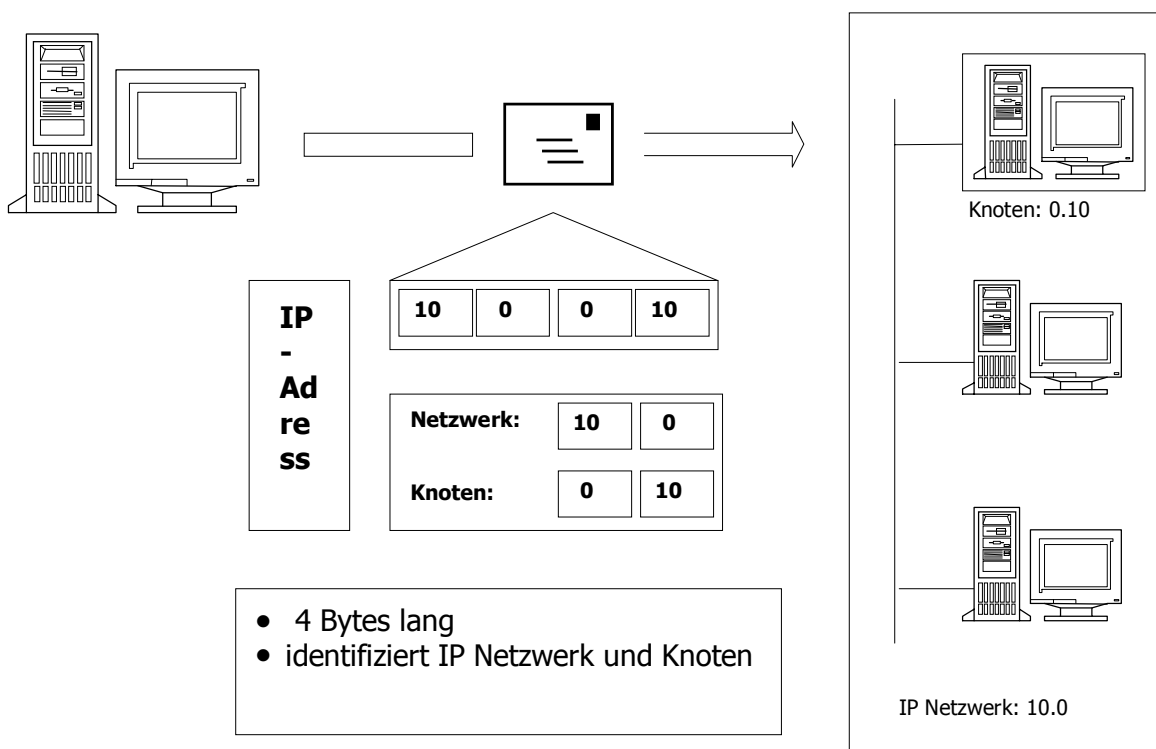 Knoten: 0.10
10 0 0 10
IP
-
Ad
re
ss
Netzwerk: 10 0
Knoten: 0 10
• 4 Bytes lang
• identifiziert IP Netzwerk und Knoten
IP Netzwerk: 10.0